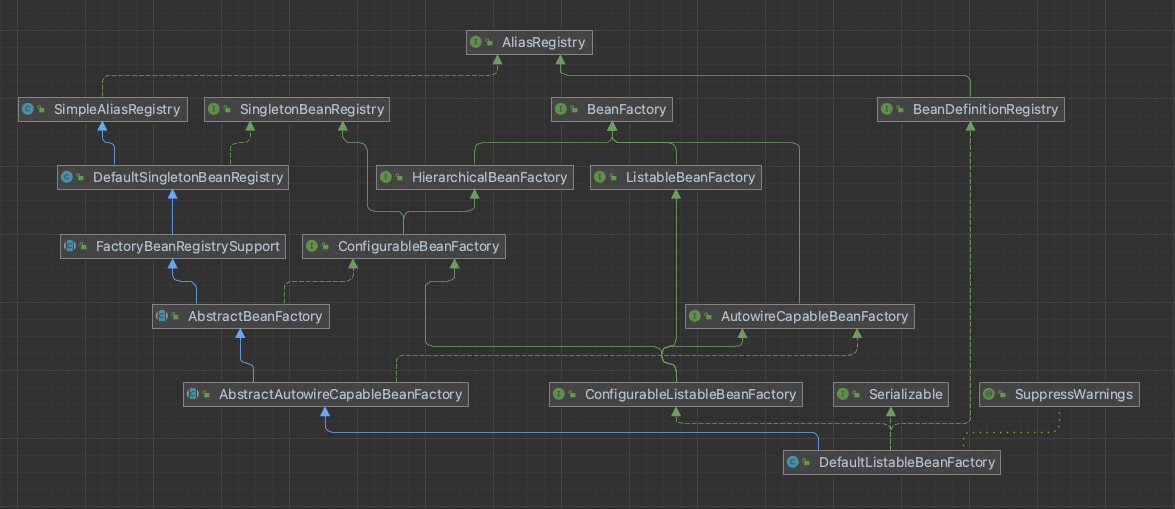 AliasRegistry
SimpleAliasRegistry
SingletonBeanRegistry
BeanFactory
BeanDefinitionRegistry
DefaultSingletonBeanRegistry
HierarchicalBeanFactory
ListableBeanFactory
FactoryBeanRegistrySupport
ConfigurableBeanFactory
AbstractBeanFactory
AutowireCapableBeanFactory
AbstractAutowireCapableBeanFactory
ConfigurableListableBeanFactory
Serializable
SuppressWarnings
DefaultListableBeanFactory